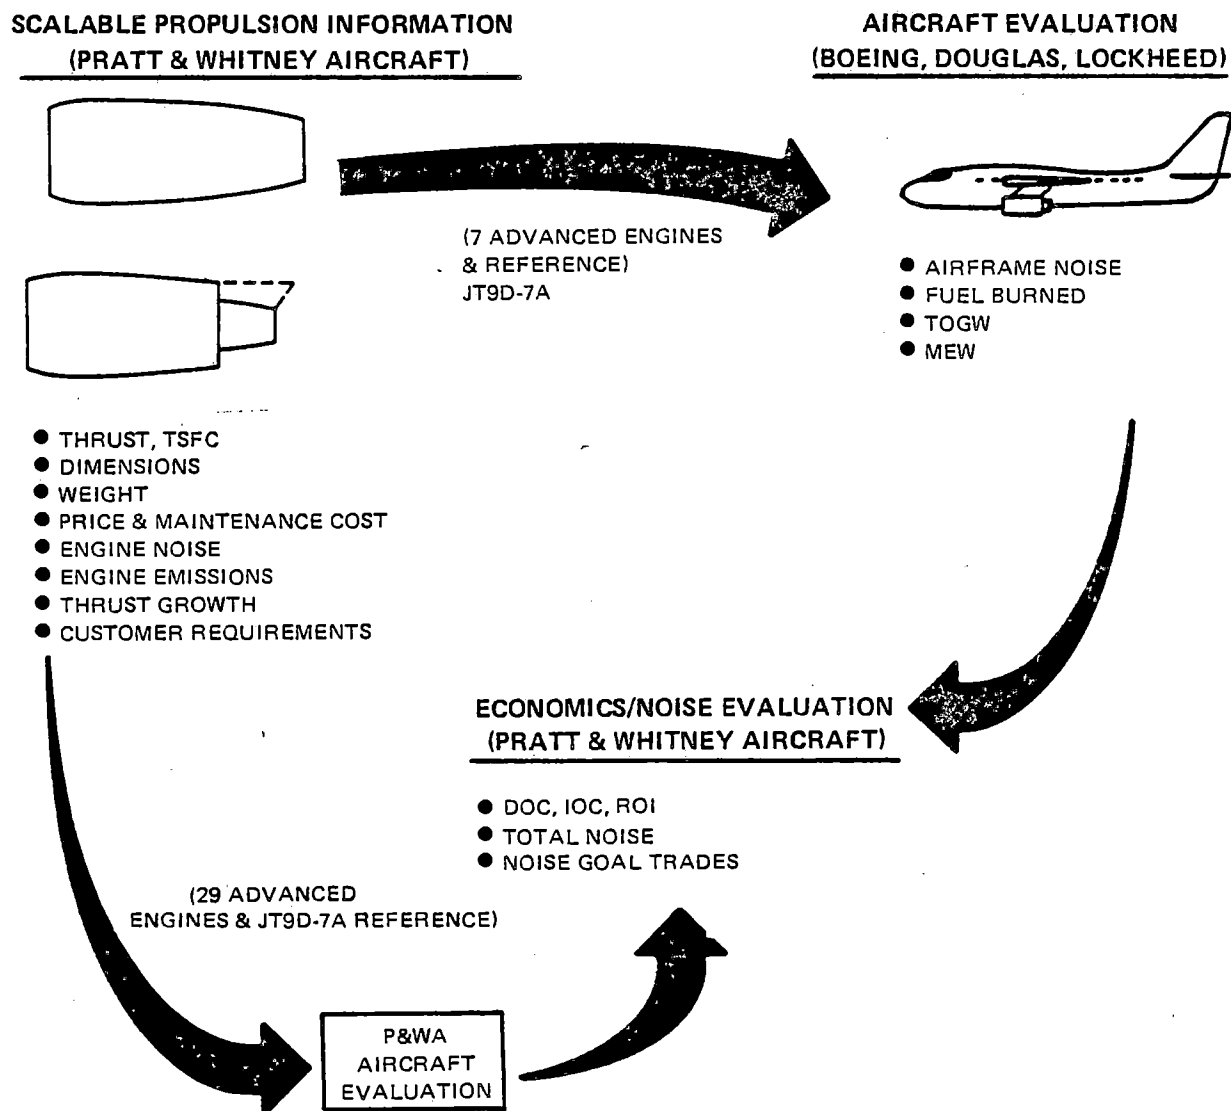 SCALABLE PROPULSION INFORMATION
(PRATT & WHITNEY AIRCRAFT)
AIRCRAFT EVALUATION
(BOEING, DOUGLAS, LOCKHEED)
(7 ADVANCED ENGINES
& REFERENCE)
JT9D-7A
● AIRFRAME NOISE
● FUEL BURNED
● TOGW
● MEW
● THRUST, TSFC
● DIMENSIONS
● WEIGHT
● PRICE & MAINTENANCE COST
● ENGINE NOISE
● ENGINE EMISSIONS
● THRUST GROWTH
● CUSTOMER REQUIREMENTS
ECONOMICS/NOISE EVALUATION
(PRATT & WHITNEY AIRCRAFT)
● DOC, IOC, ROI
● TOTAL NOISE
● NOISE GOAL TRADES
(29 ADVANCED
ENGINES & JT9D-7A REFERENCE)
P&WA
AIRCRAFT
EVALUATION